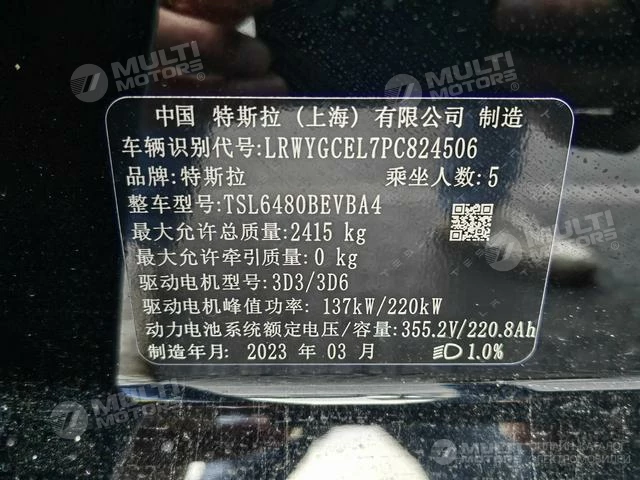 MULTI
MOTORS
MULTI
MOTORS
中国 特斯拉（上海）有限公司 制造
车辆识别代号:LRWYGCEL7PC824506
品牌:特斯拉 乘坐人数:5
整车型号:TSL6480BEVBA4
最大允许总质量:2415 kg
最大允许牵引质量:0 kg
驱动电机型号:3D3/3D6
驱动电机峰值功率: 137kW/220kW
动力电池系统额定电压/容量:355.2V/220.8Ah
制造年月: 2023 年 03 月 1.0%
MULTI
MOTORS
MULTI
MOTORS